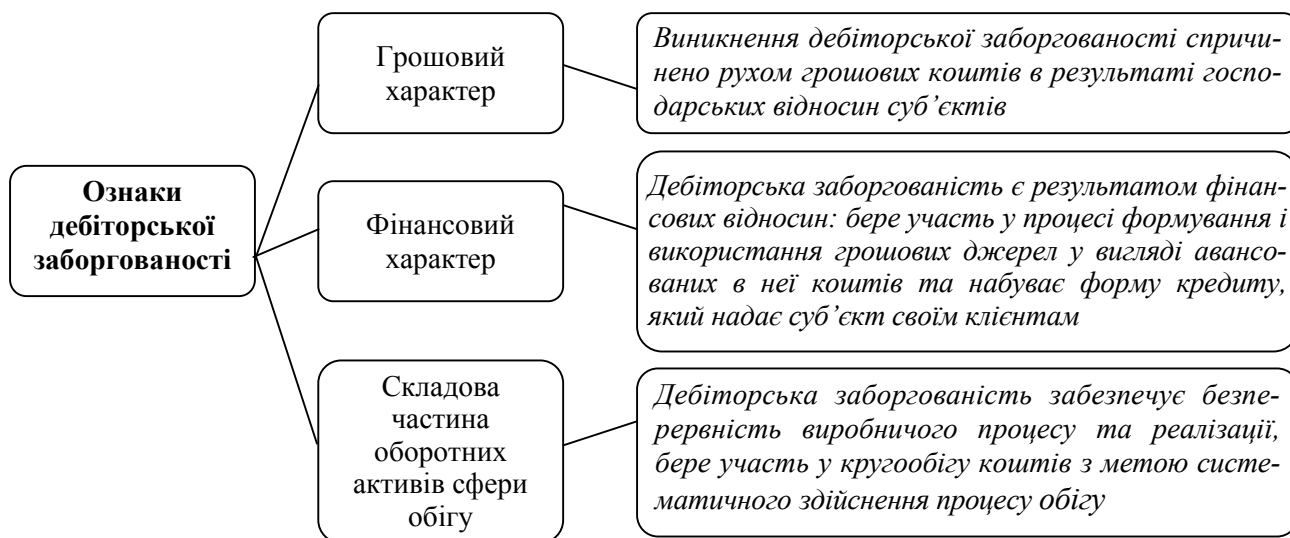 Ознаки
дебіторської
заборгованості
Грошовий
характер
Виникнення дебіторської заборгованості спричи-
нено рухом грошових коштів в результаті госпо-
дарських відносин суб’єктів
Фінансовий
характер
Дебіторська заборгованість є результатом фінан-
сових відносин: бере участь у процесі формування і
використання грошових джерел у вигляді авансо-
ваних в неї коштів та набуває форму кредиту,
який надає суб’єкт своїм клієнтам
Складова
частина
оборотних
активів сфери
обігу
Дебіторська заборгованість забезпечує безпе-
рервність виробничого процесу та реалізації,
бере участь у кругообігу коштів з метою систе-
матичного здійснення процесу обігу